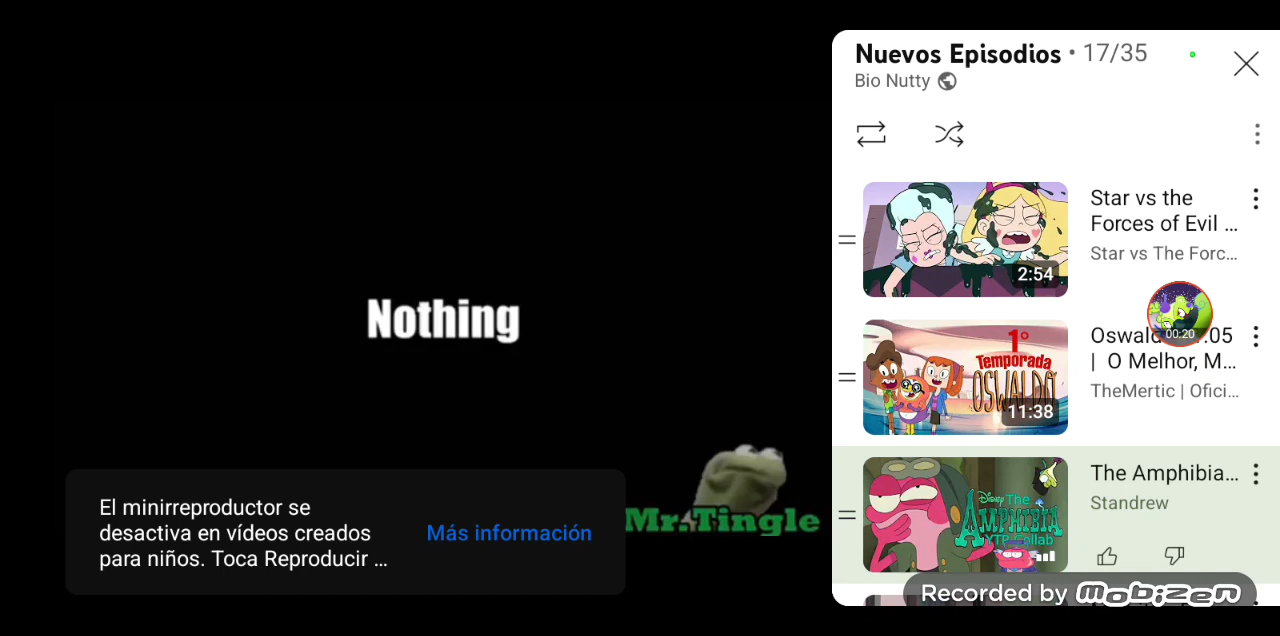 Nothing
Mr.Tingle
El minirreproductor se
desactiva en vídeos creados
para niños. Toca Reproducir ...
Más información
Nuevos Episodios • 17/35
Bio Nutty
2:54
Star vs the
Forces of Evil ...
Star vs The Forc...
1°
Temporada
OSWALDO
11:38
00:20
| O Melhor, M...
TheMertic | Ofici...
Disney The
AMPHIBIA
YTP Collab
The Amphibia...
Standrew
Recorded by Mobizen